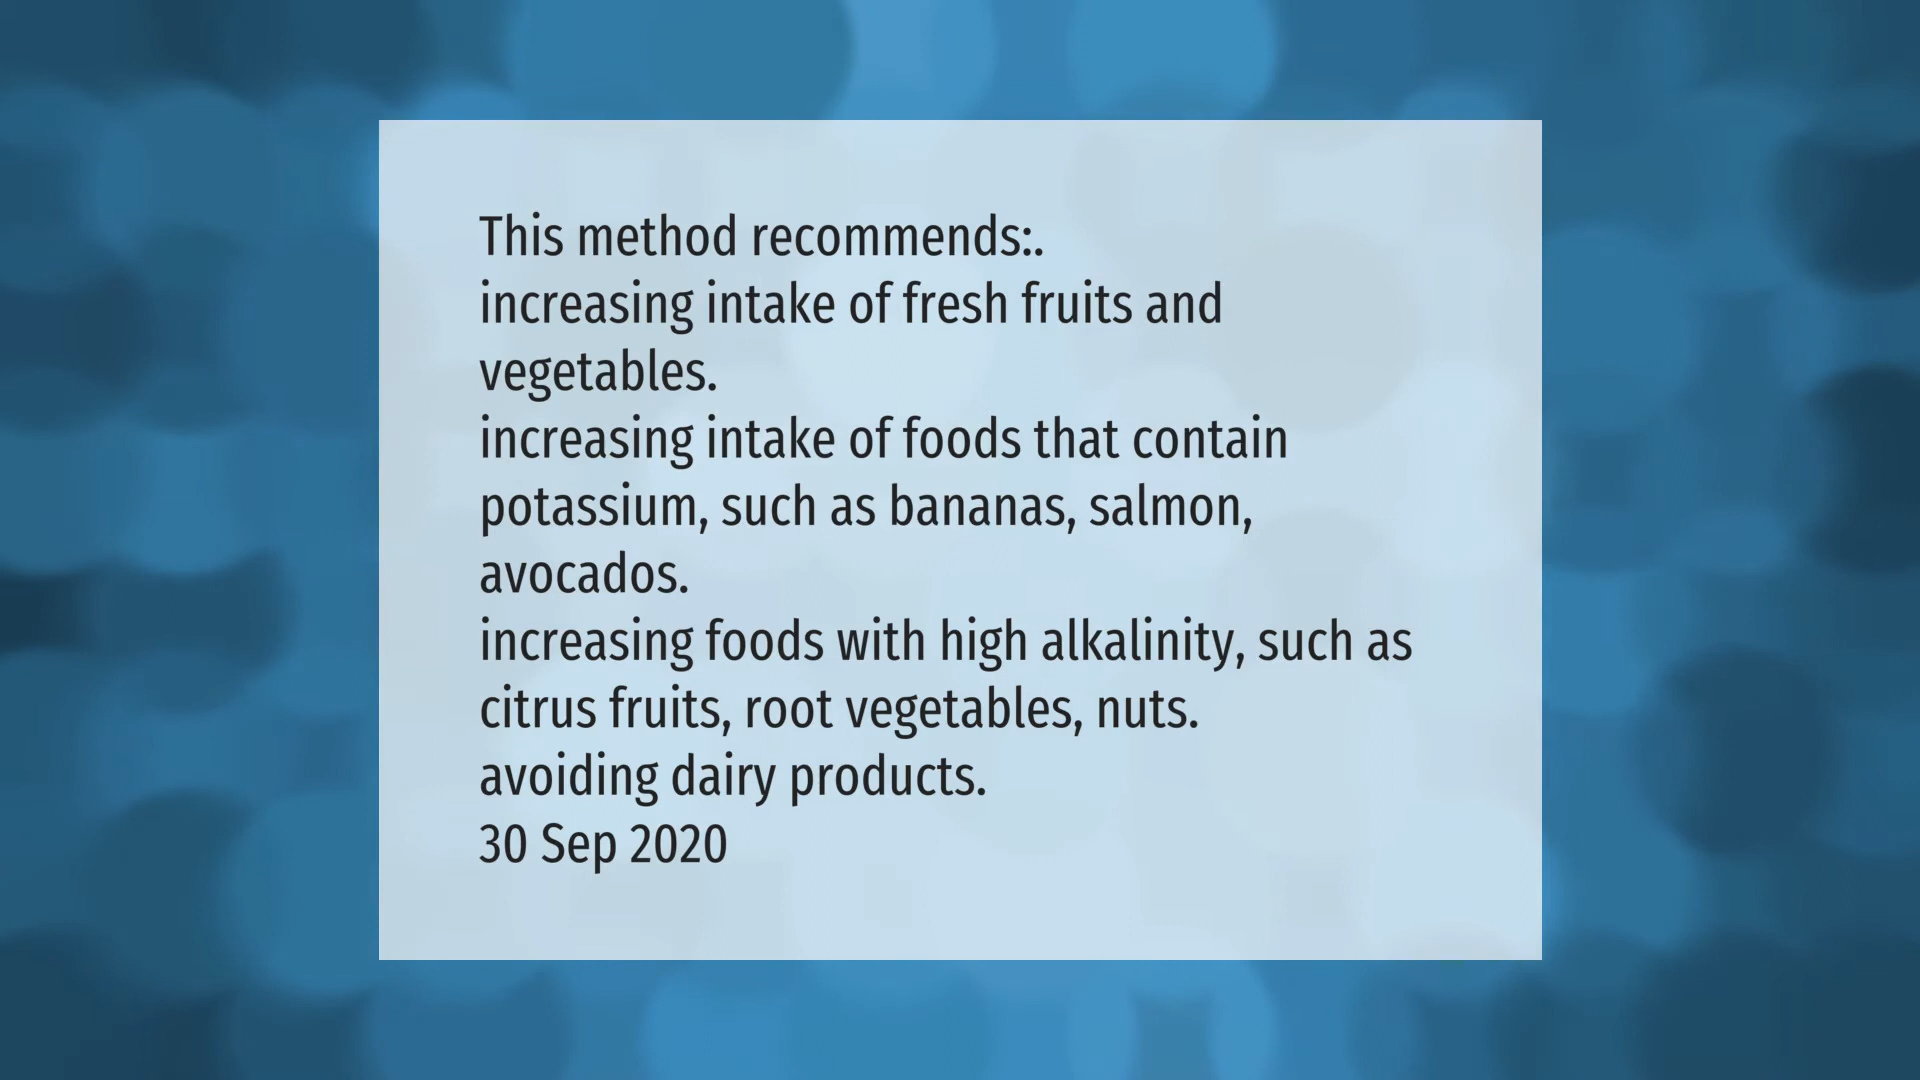 This method recommends:.
increasing intake of fresh fruits and
vegetables.
increasing intake of foods that contain
potassium, such as bananas, salmon,
avocados.
increasing foods with high alkalinity, such as
citrus fruits, root vegetables, nuts.
avoiding dairy products.
30 Sep 2020